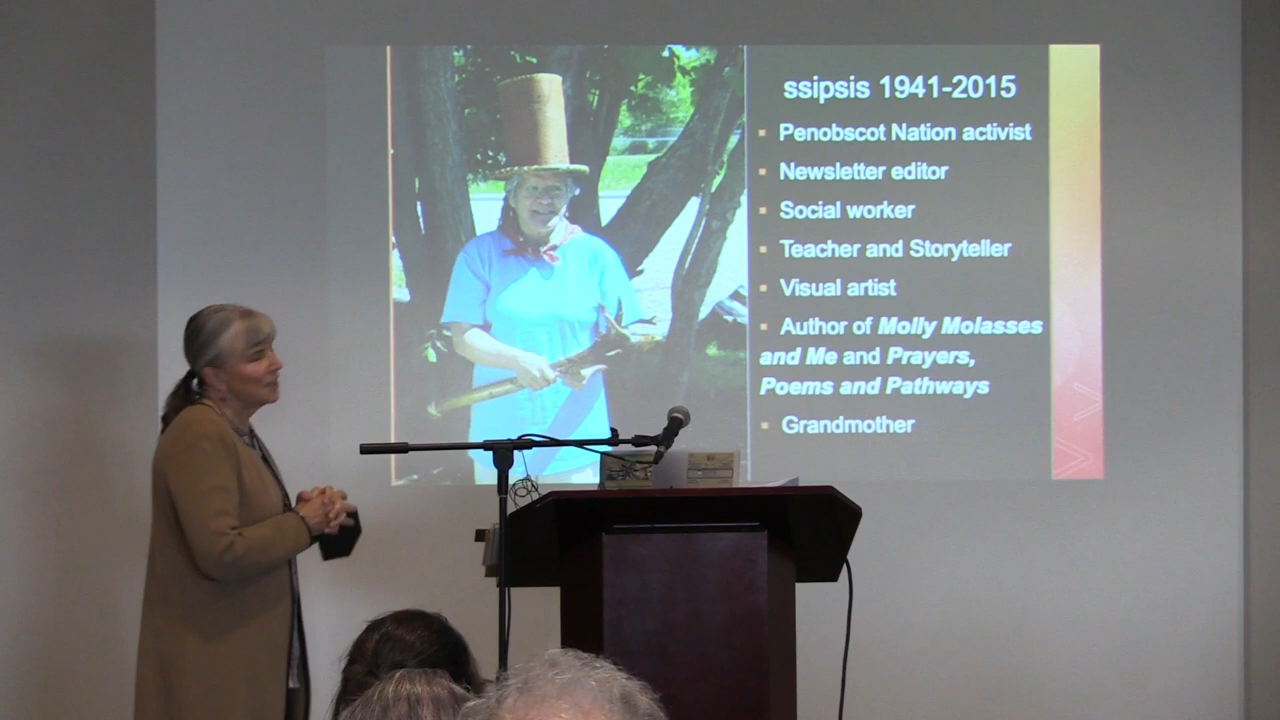 ssipsis 1941-2015
▪ Penobscot Nation activist
▪ Newsletter editor
▪ Social worker
▪ Teacher and Storyteller
▪ Visual artist
▪ Author of Molly Molasses
and Me and Prayers,
Poems and Pathways
▪ Grandmother